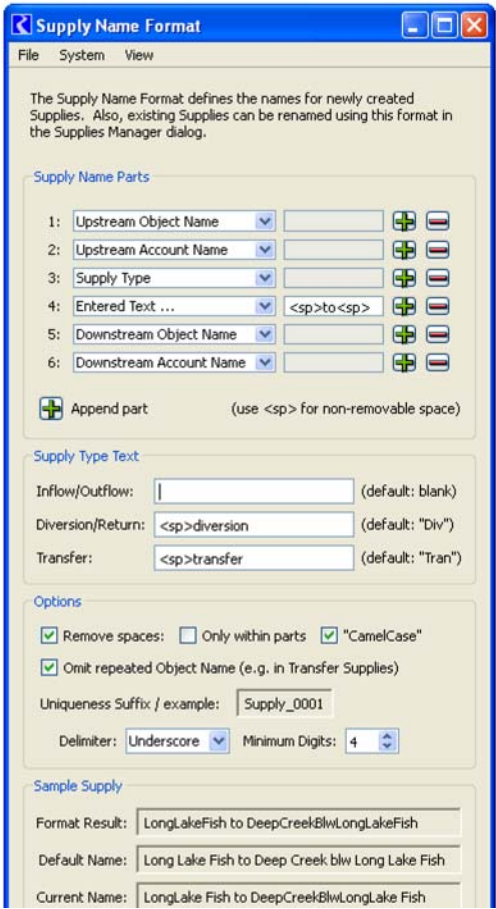 Supply Name Format
File System View
The Supply Name Format defines the names for newly created
Supplies. Also, existing Supplies can be renamed using this format in
the Supplies Manager dialog.
Supply Name Parts
1: Upstream Object Name
2: Upstream Account Name
3: Supply Type
4: Entered Text ... <sp>to<sp>
5: Downstream Object Name
6: Downstream Account Name
Append part (use <sp> for non-removable space)
Supply Type Text
Inflow/Outflow: (default: blank)
Diversion/Return: <sp>diversion (default: "Div")
Transfer: <sp>transfer (default: "Tran")
Options
Remove spaces: Only within parts "CamelCase"
Omit repeated Object Name (e.g. in Transfer Supplies)
Uniqueness Suffix / example: Supply_0001
Delimiter: Underscore Minimum Digits: 4
Sample Supply
Format Result: LongLakeFish to DeepCreekBlwLongLakeFish
Default Name: Long Lake Fish to Deep Creek blw Long Lake Fish
Current Name: LongLake Fish to DeepCreekBlwLongLake Fish